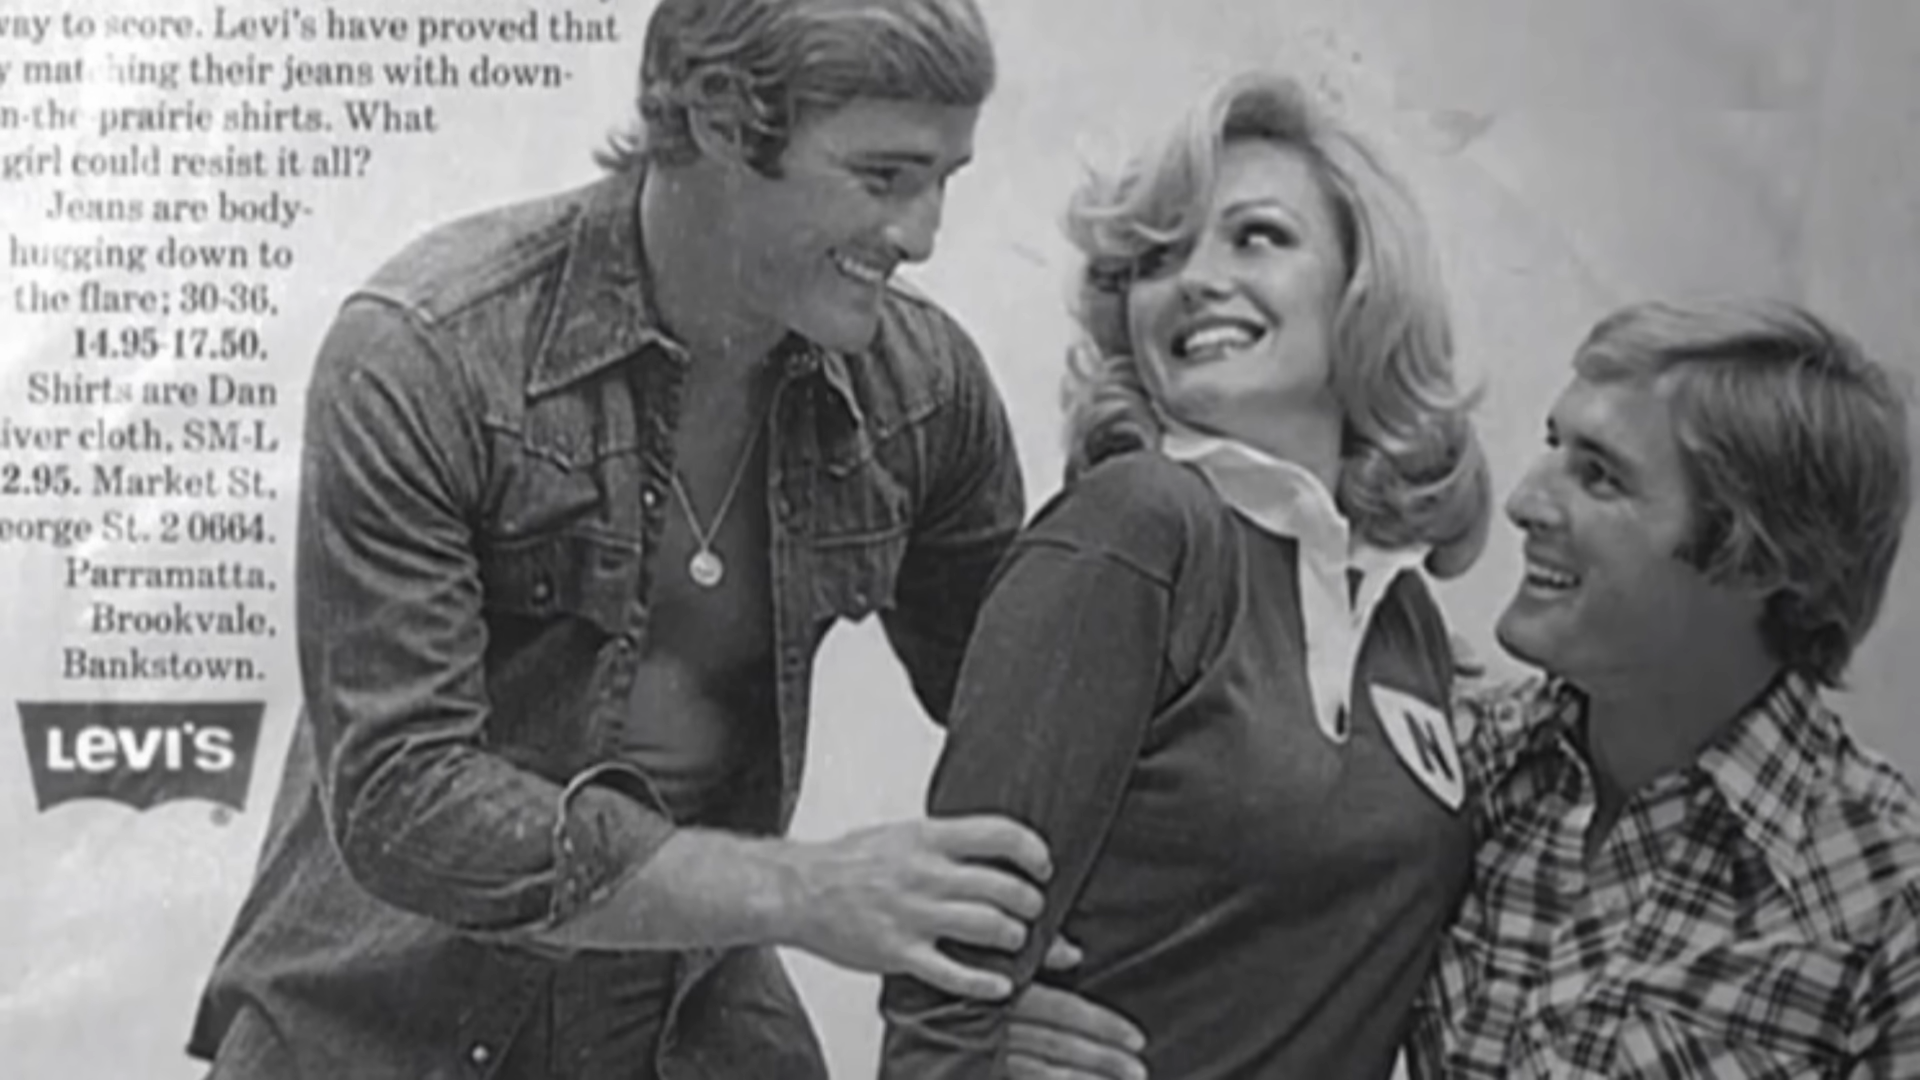 way to score. Levi's have proved that
matching their jeans with down-
n-the prairie shirts. What
girl could resist it all?
Jeans are body-
hugging down to
the flare; 30-36,
14.95-17.50.
Shirts are Dan
iver cloth, SM-L
2.95. Market St,
eorge St. 2 0664.
Parramatta,
Brookvale,
Bankstown.
LEVI'S
N